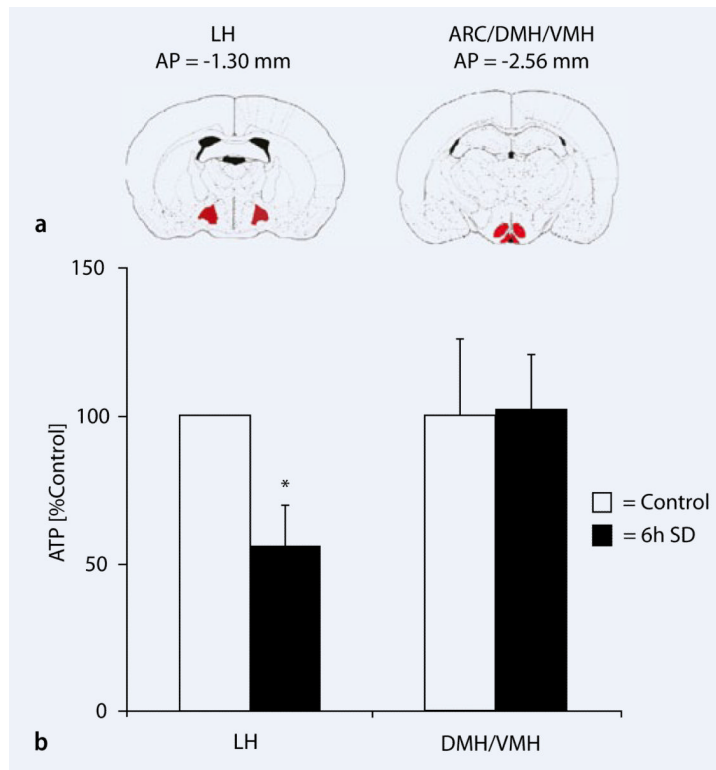 LH
AP = -1.30 mm
ARC/DMH/VMH
AP = -2.56 mm
a
150
100
50
0
ATP [%Control]
*
= Control
= 6h SD
LH
DMH/VMH
b